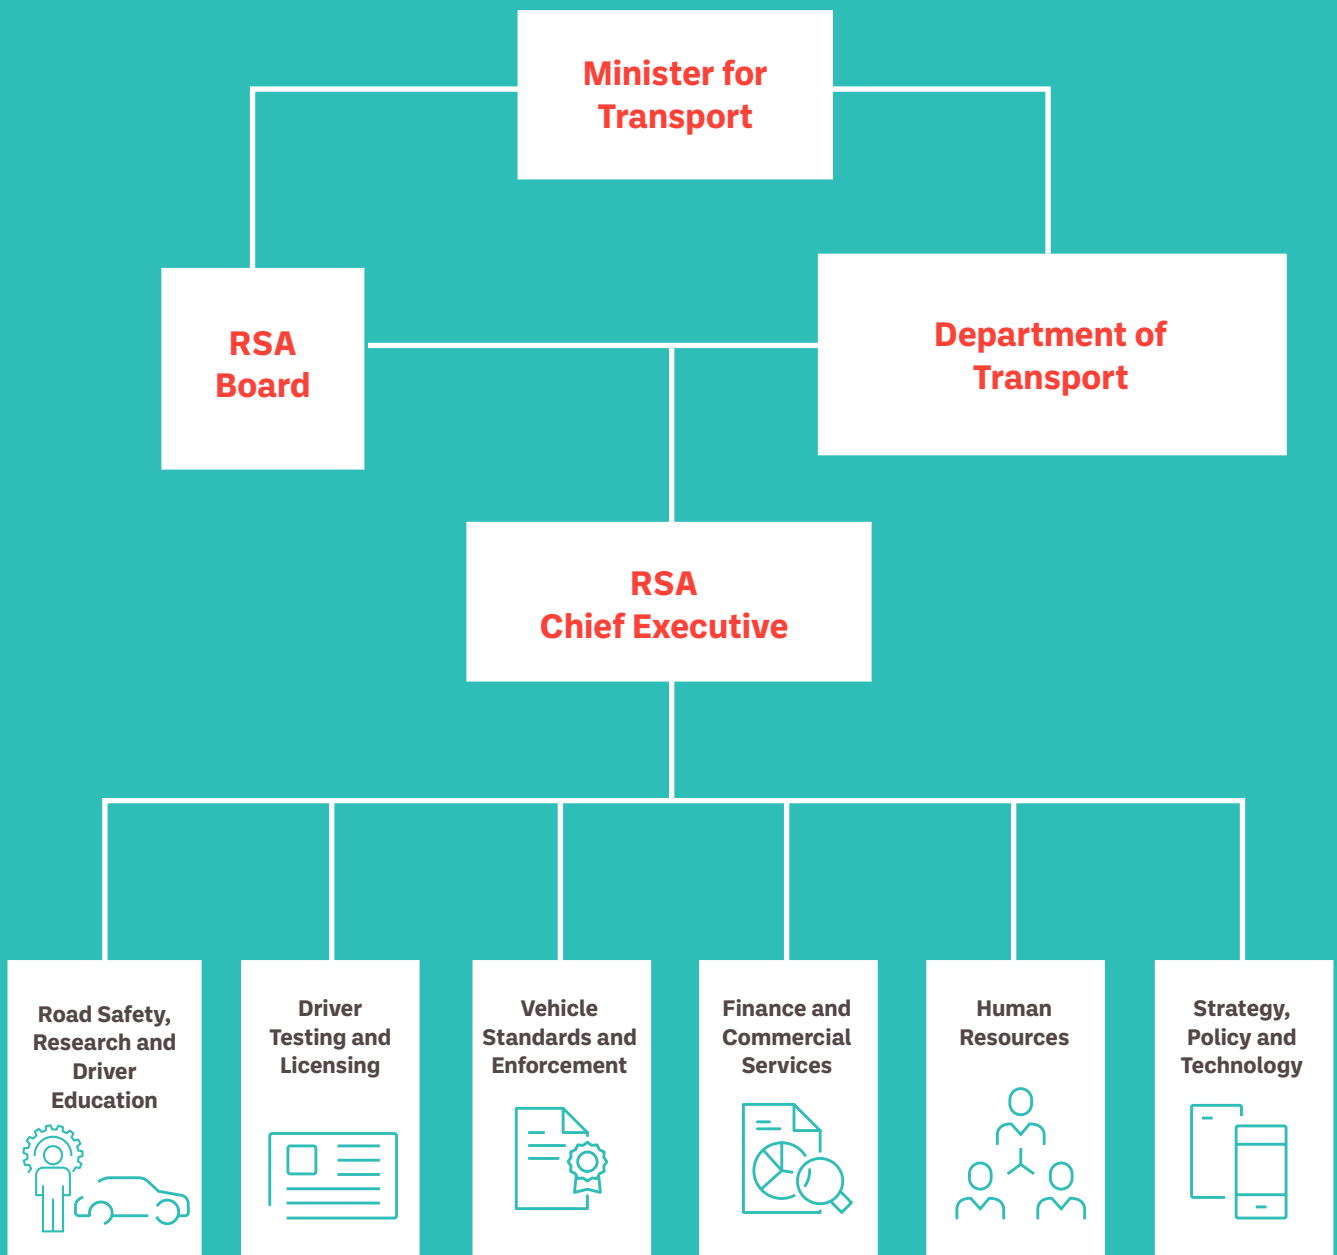 Minister for
Transport
RSA
Board
Department of
Transport
RSA
Chief Executive
Road Safety,
Research and
Driver
Education
Driver
Testing and
Licensing
Vehicle
Standards and
Enforcement
Finance and
Commercial
Services
Human
Resources
Strategy,
Policy and
Technology